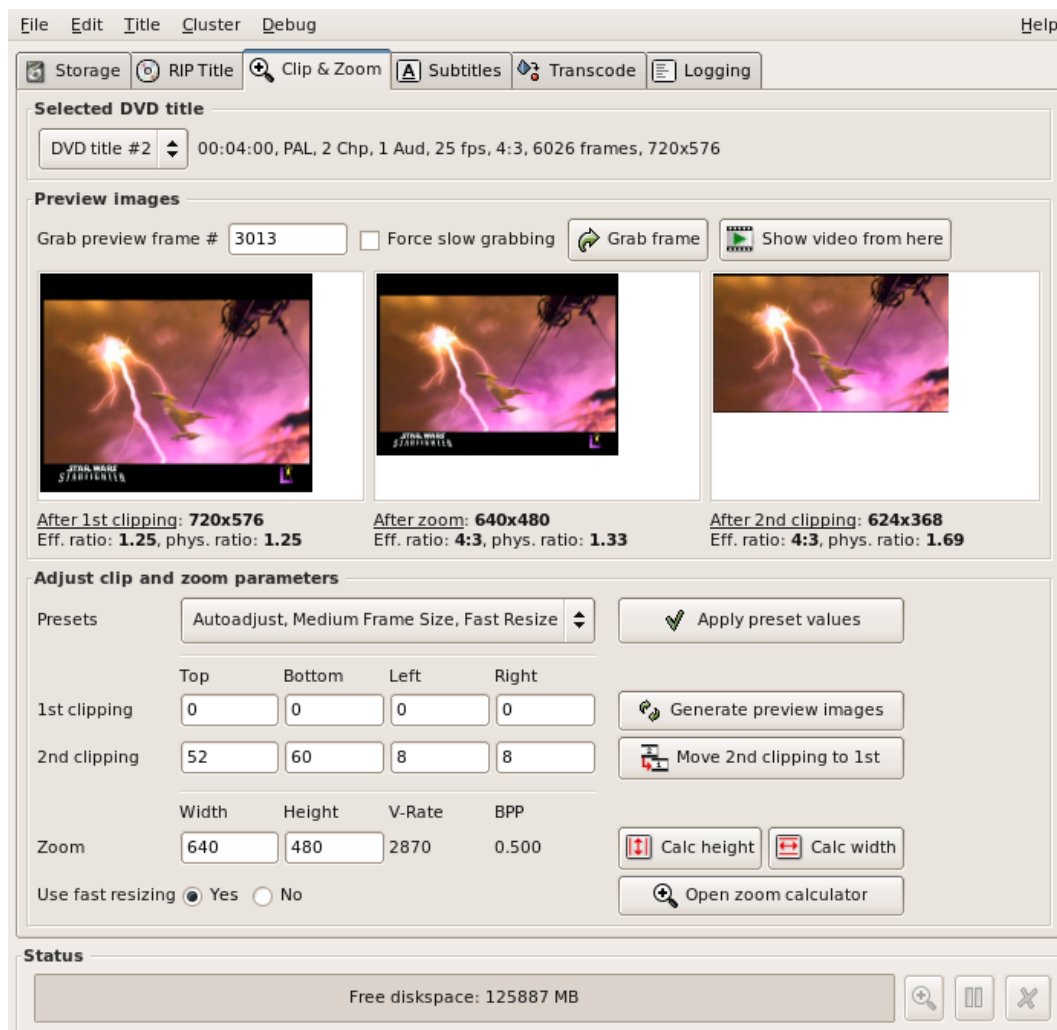 File Edit Title Cluster Debug Help
Storage RIP Title Clip & Zoom Subtitles Transcode Logging
Selected DVD title
DVD title #2 00:04:00, PAL, 2 Chp, 1 Aud, 25 fps, 4:3, 6026 frames, 720x576
Preview images
Grab preview frame # 3013 Force slow grabbing Grab frame Show video from here
STAR WARS STAR WARS
STARFIGHTER STARFIGHTER
After 1st clipping: 720x576 After zoom: 640x480 After 2nd clipping: 624x368
Eff. ratio: 1.25, phys. ratio: 1.25 Eff. ratio: 4:3, phys. ratio: 1.33 Eff. ratio: 4:3, phys. ratio: 1.69
Adjust clip and zoom parameters
Presets Autoadjust, Medium Frame Size, Fast Resize Apply preset values
Top Bottom Left Right
1st clipping 0 0 0 0 Generate preview images
2nd clipping 52 60 8 8 Move 2nd clipping to 1st
Width Height V-Rate BPP
Zoom 640 480 2870 0.500 Calc height Calc width
Use fast resizing Yes No Open zoom calculator
Status
Free diskspace: 125887 MB